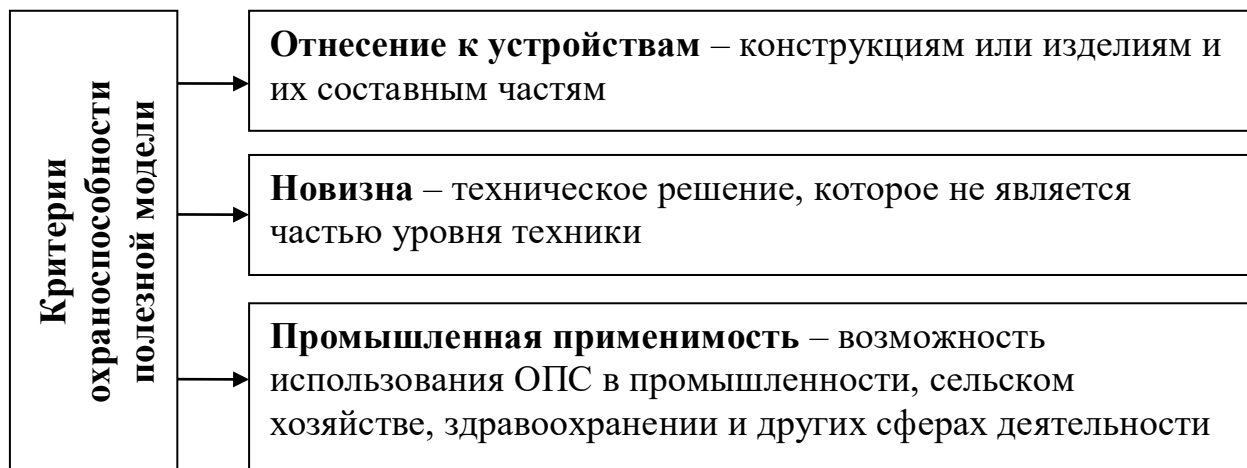 Критерии
охраноспособности
полезной модели
Отнесение к устройствам – конструкциям или изделиям и
их составным частям
Новизна – техническое решение, которое не является
частью уровня техники
Промышленная применимость – возможность
использования ОПС в промышленности, сельском
хозяйстве, здравоохранении и других сферах деятельности